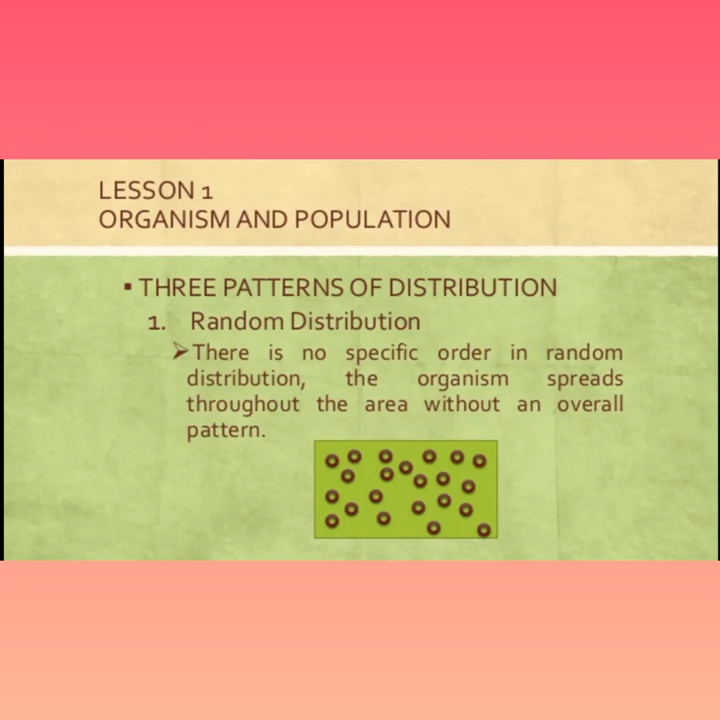 LESSON 1
ORGANISM AND POPULATION
▪ THREE PATTERNS OF DISTRIBUTION
1. Random Distribution
➢There is no specific order in random
distribution, the organism spreads
throughout the area without an overall
pattern.